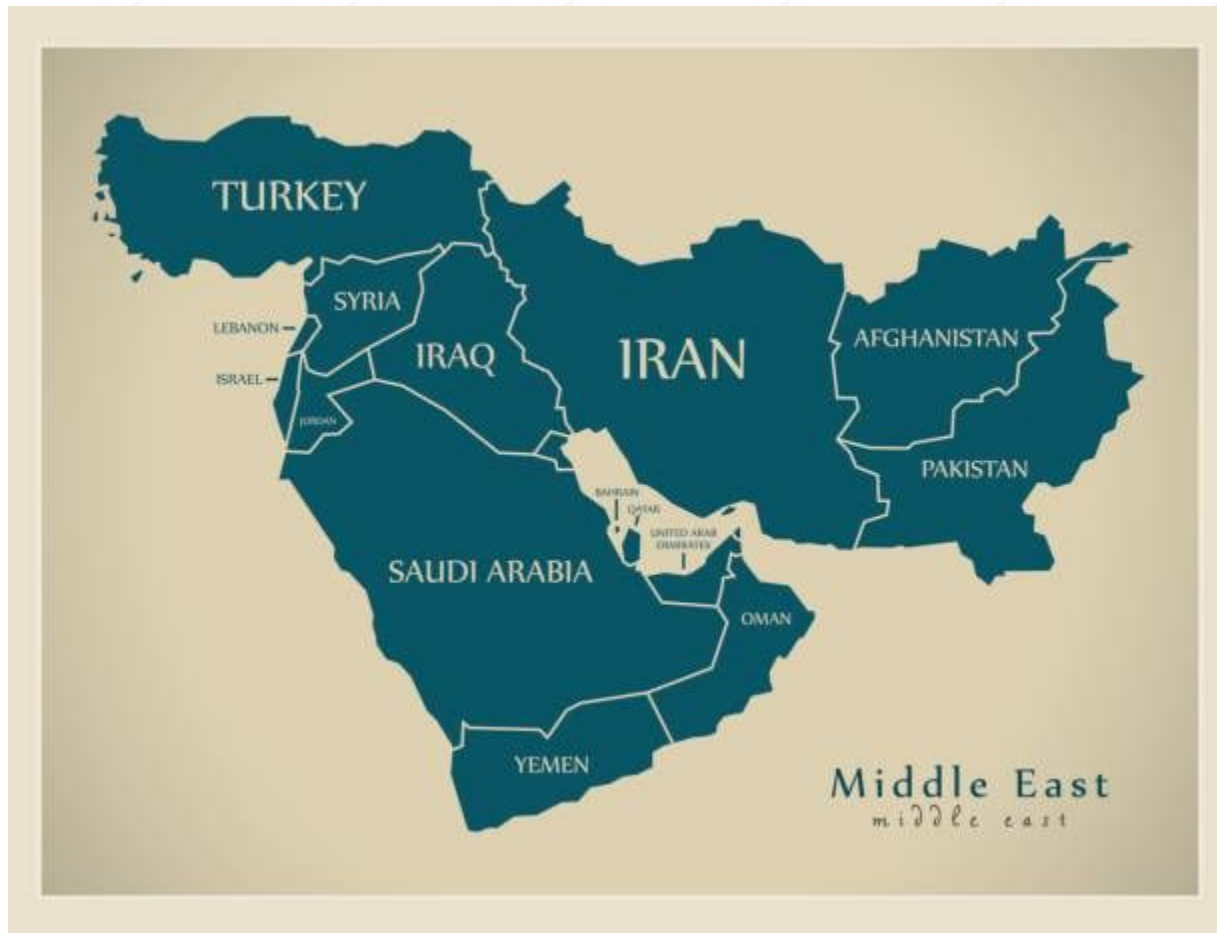 TURKEY
SYRIA
LEBANON
IRAQ
IRAN
AFGHANISTAN
ISRAEL
JORDAN
PAKISTAN
BAHRAIN
QATAR
UNITED ARAB
EMIRATES
SAUDI ARABIA
OMAN
YEMEN
Middle East
middle east